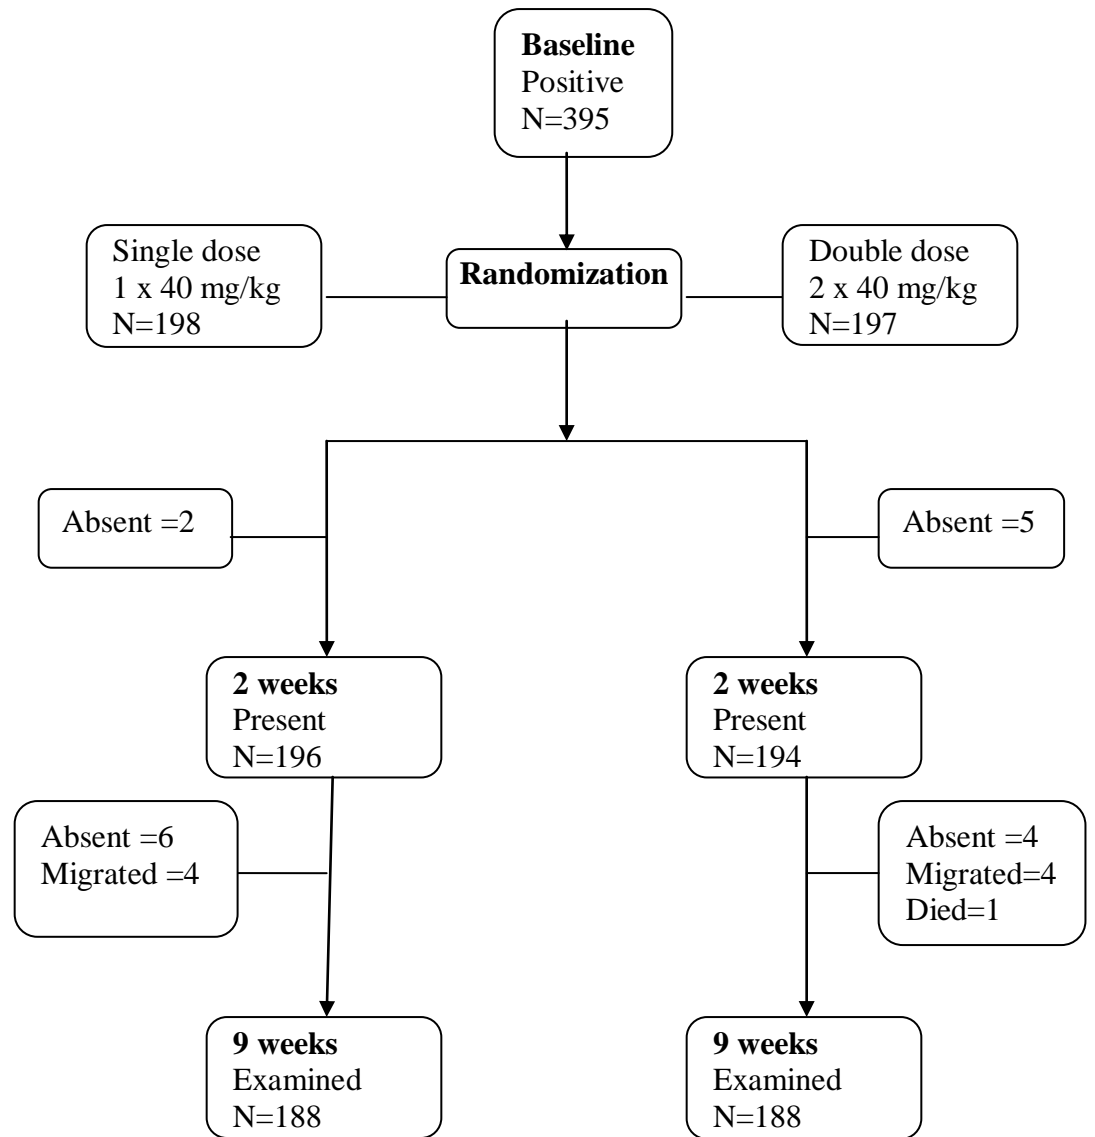 Baseline
Positive
N=395
Single dose
1 x 40 mg/kg
N=198
Randomization
Double dose
2 x 40 mg/kg
N=197
Absent =2
Absent =5
2 weeks
Present
N=196
2 weeks
Present
N=194
Absent =6
Migrated =4
Absent =4
Migrated=4
Died=1
9 weeks
Examined
N=188
9 weeks
Examined
N=188